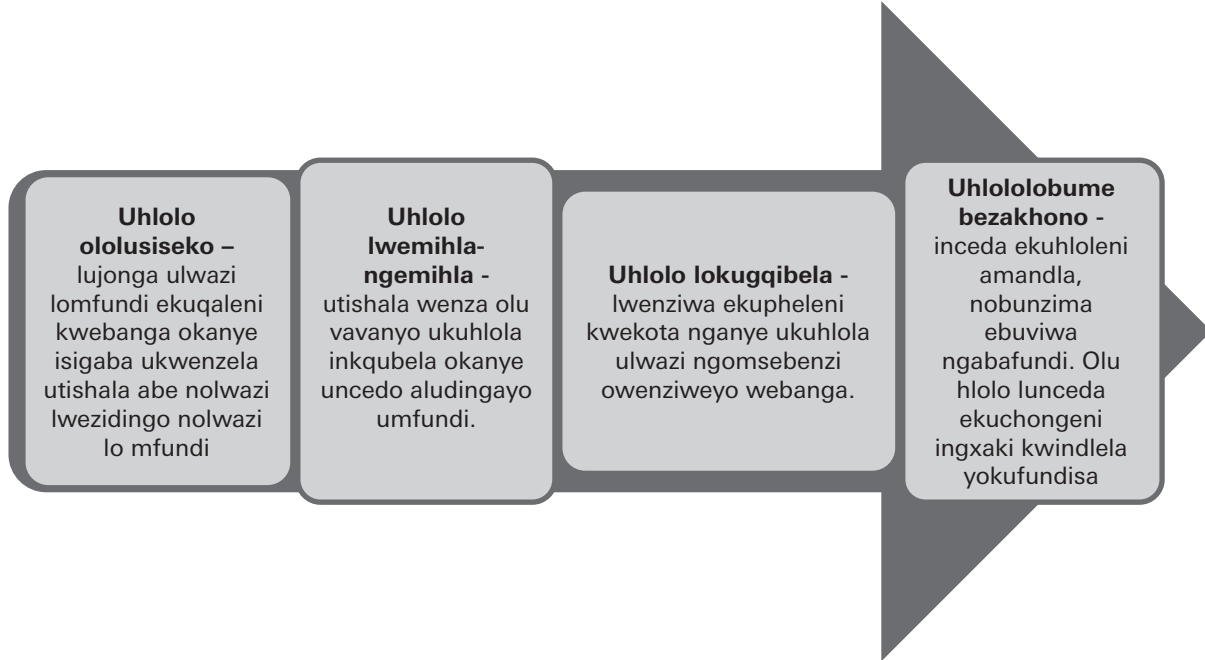 Uhlolo
ololusiseko –
lujonga ulwazi
lomfundi ekuqaleni
kwebanga okanye
isigaba ukwenzela
utishala abe nolwazi
lwezidingo nolwazi
lo mfundi
Uhlolo
lwemihla-
ngemihla -
utishala wenza olu
vavanyo ukuhlola
inkqubela okanye
uncedo aludingayo
umfundi.
Uhlolo lokugqibela -
lwenziwa ekupheleni
kwekota nganye ukuhlola
ulwazi ngomsebenzi
owenziweyo webanga.
Uhlololobume
bezakhono -
inceda ekuhloleni
amandla,
nobunzima
ebuviwa
ngabafundi. Olu
hlolo lunceda
ekuchongeni
ingxaki kwindlela
yokufundisa